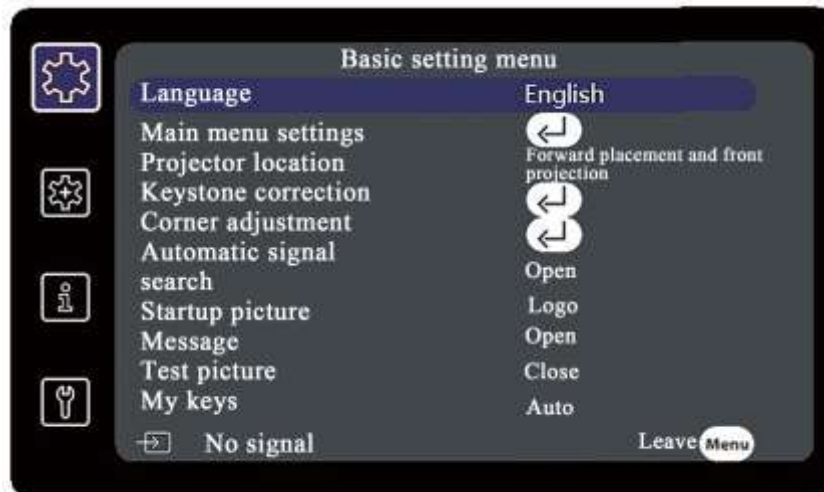 Basic setting menu
Language English
Main menu settings
Projector location Forward placement and front
projection
Keystone correction
Corner adjustment
Automatic signal
search Open
Startup picture Logo
Message Open
Test picture Close
My keys Auto
No signal Leave Menu